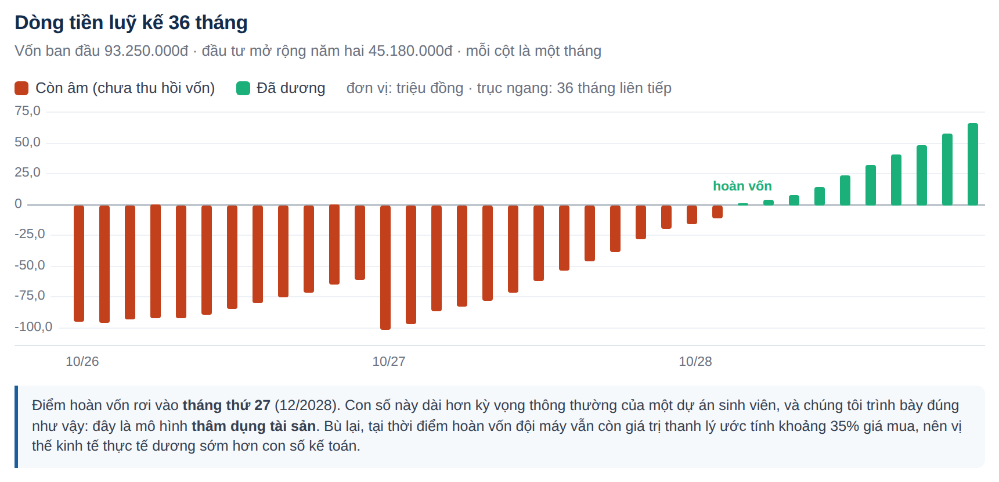 Dòng tiền luỹ kế 36 tháng
Vốn ban đầu 93.250.000đ · đầu tư mở rộng năm hai 45.180.000đ · mỗi cột là một tháng
Còn âm (chưa thu hồi vốn) Đã dương đơn vị: triệu đồng · trục ngang: 36 tháng liên tiếp
75,0
50,0
25,0
hoàn vốn
0
-25,0
-50,0
-75,0
-100,0
10/26 10/27 10/28
Điểm hoàn vốn rơi vào tháng thứ 27 (12/2028). Con số này dài hơn kỳ vọng thông thường của một dự án sinh viên, và chúng tôi trình bày đúng
như vậy: đây là mô hình thâm dụng tài sản. Bù lại, tại thời điểm hoàn vốn đội máy vẫn còn giá trị thanh lý ước tính khoảng 35% giá mua, nên vị
thế kinh tế thực tế dương sớm hơn con số kế toán.